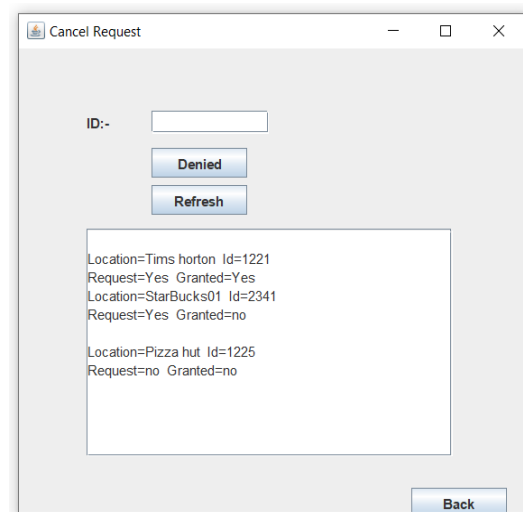 Cancel Request
ID:-
Denied
Refresh
Location=Tims horton Id=1221
Request=Yes Granted=Yes
Location=StarBucks01 Id=2341
Request=Yes Granted=no
Location=Pizza hut Id=1225
Request=no Granted=no
Back